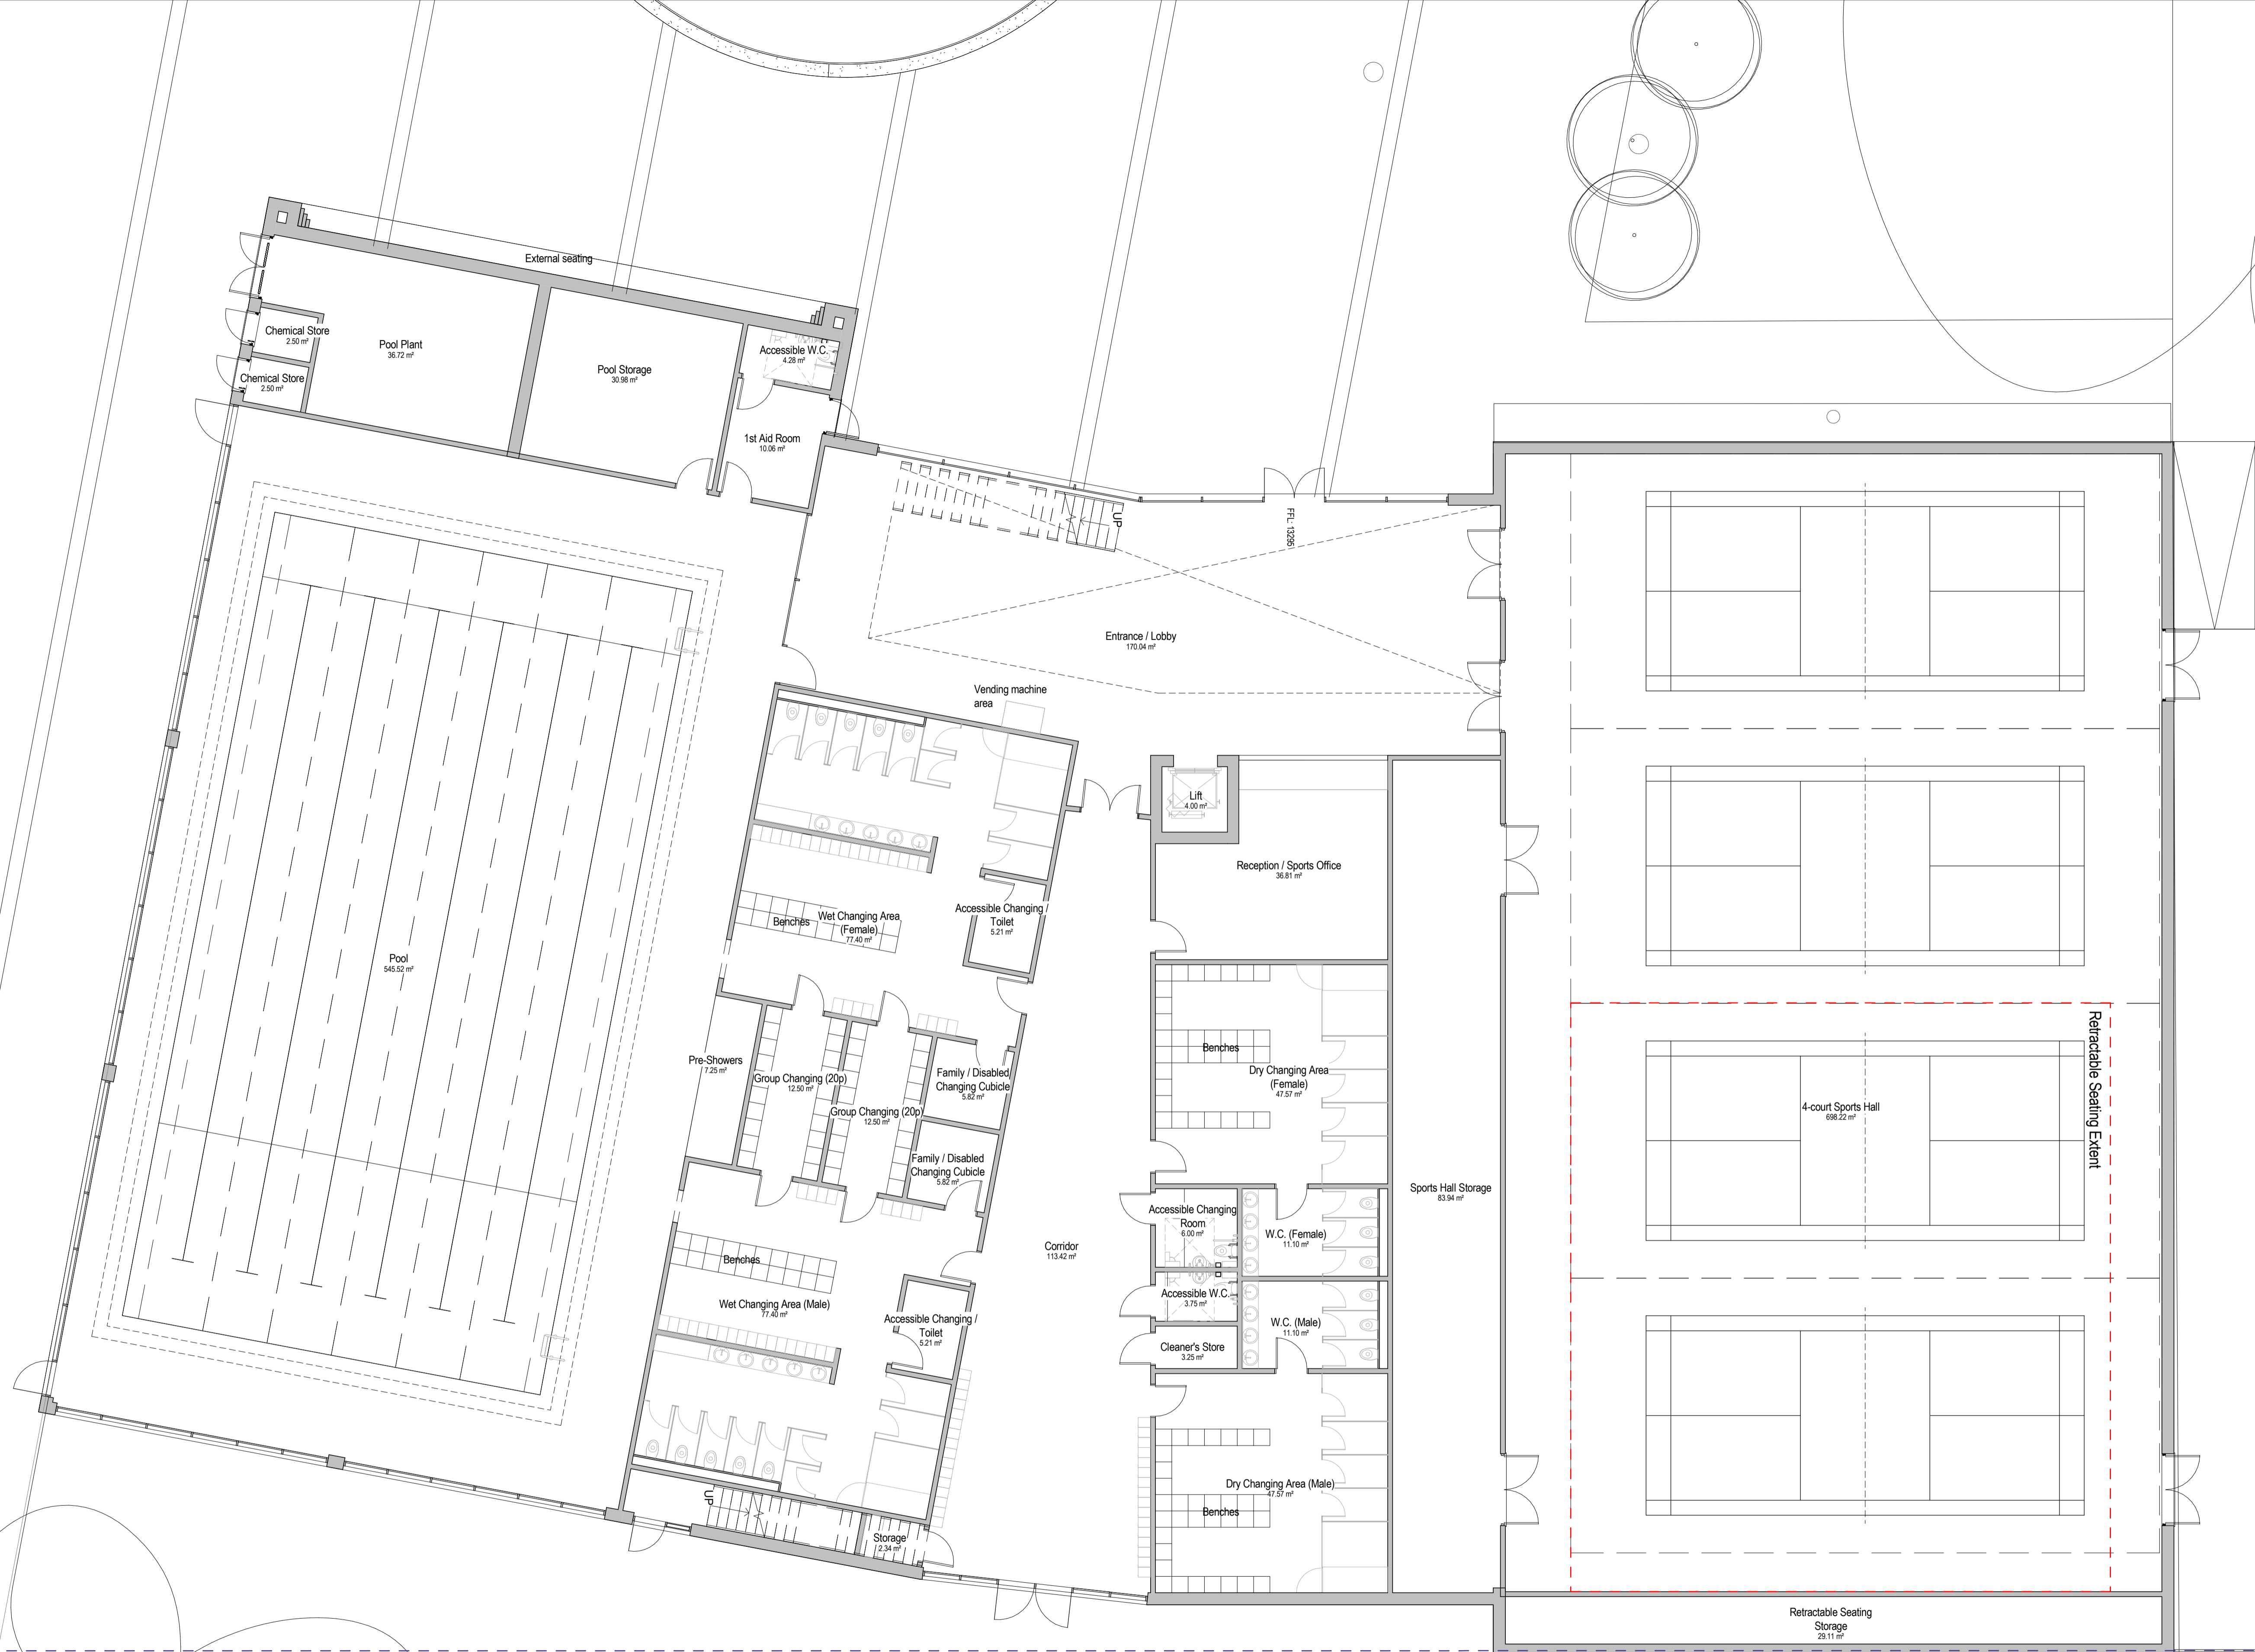 External seating
Chemical Store
2.50 m²
Pool Plant
36.72 m²
Accessible W.C.
4.28 m²
Pool Storage
30.98 m²
Chemical Store
2.50 m²
1st Aid Room
10.06 m²
UP
FFL: 13295
Entrance / Lobby
170.04 m²
Vending machine
area
Lift
4.00 m²
Reception / Sports Office
36.81 m²
Accessible Changing /
Toilet
5.21 m²
Wet Changing Area
(Female)
77.40 m²
Benches
Pool
545.52 m²
Retractable Seating Extent
Benches
Pre-Showers
7.25 m²
Group Changing (20p)
12.50 m²
Family / Disabled
Changing Cubicle
5.82 m²
Dry Changing Area
(Female)
47.57 m²
Group Changing (20p)
12.50 m²
4-court Sports Hall
698.22 m²
Family / Disabled
Changing Cubicle
5.82 m²
Sports Hall Storage
83.94 m²
Accessible Changing
Room
6.00 m²
W.C. (Female)
11.10 m²
Corridor
113.42 m²
Benches
Accessible W.C.
3.75 m²
Wet Changing Area (Male)
77.40 m²
Accessible Changing /
Toilet
5.21 m²
W.C. (Male)
11.10 m²
Cleaner's Store
3.25 m²
Dry Changing Area (Male)
47.57 m²
Benches
UP
Storage
2.34 m²
Retractable Seating
Storage
29.11 m²